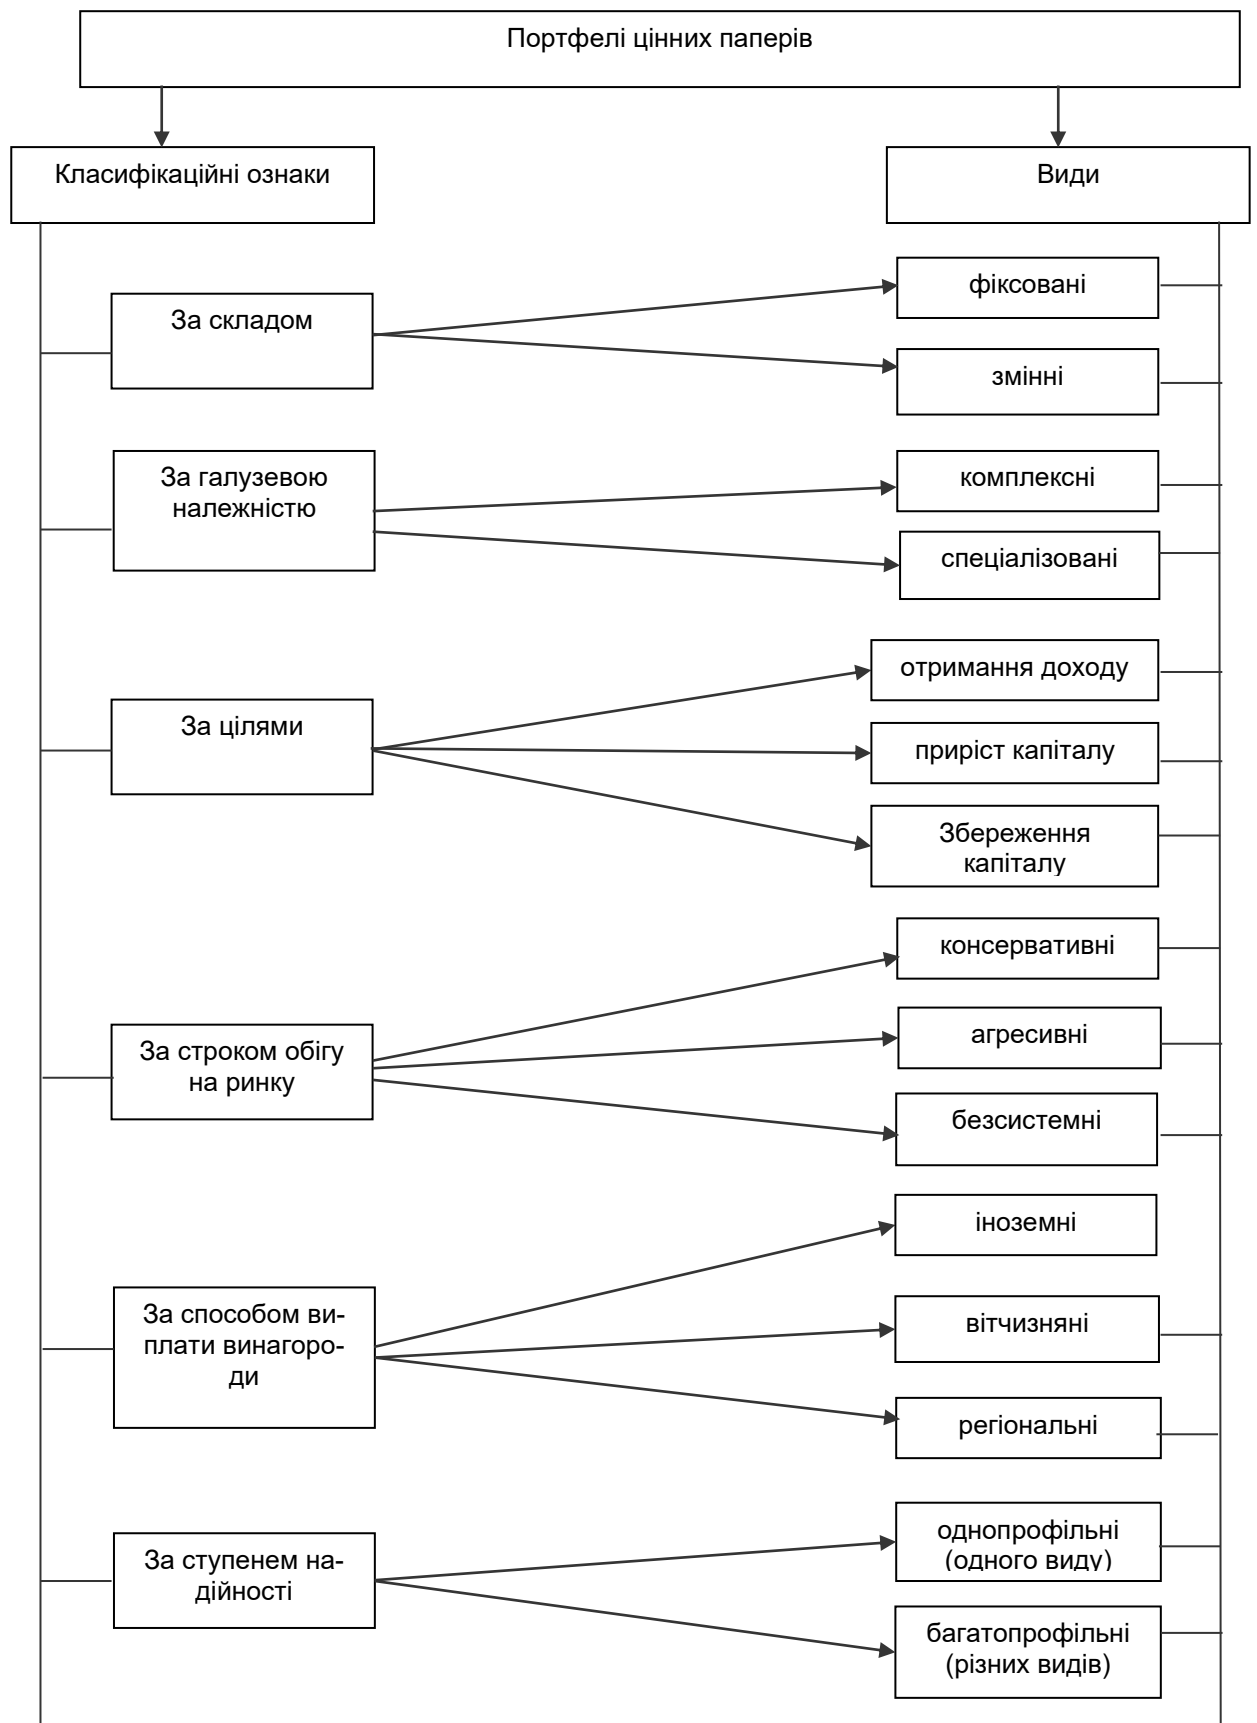 Портфелі цінних паперів
Класифікаційні ознаки
Види
За складом
фіксовані
змінні
За галузевою
належністю
комплексні
спеціалізовані
За цілями
отримання доходу
приріст капіталу
Збереження
капіталу
За строком обігу
на ринку
консервативні
агресивні
безсистемні
За способом ви-
плати винагоро-
ди
іноземні
вітчизняні
регіональні
За ступенем на-
дійності
однопрофільні
(одного виду)
багатопрофільні
(різних видів)